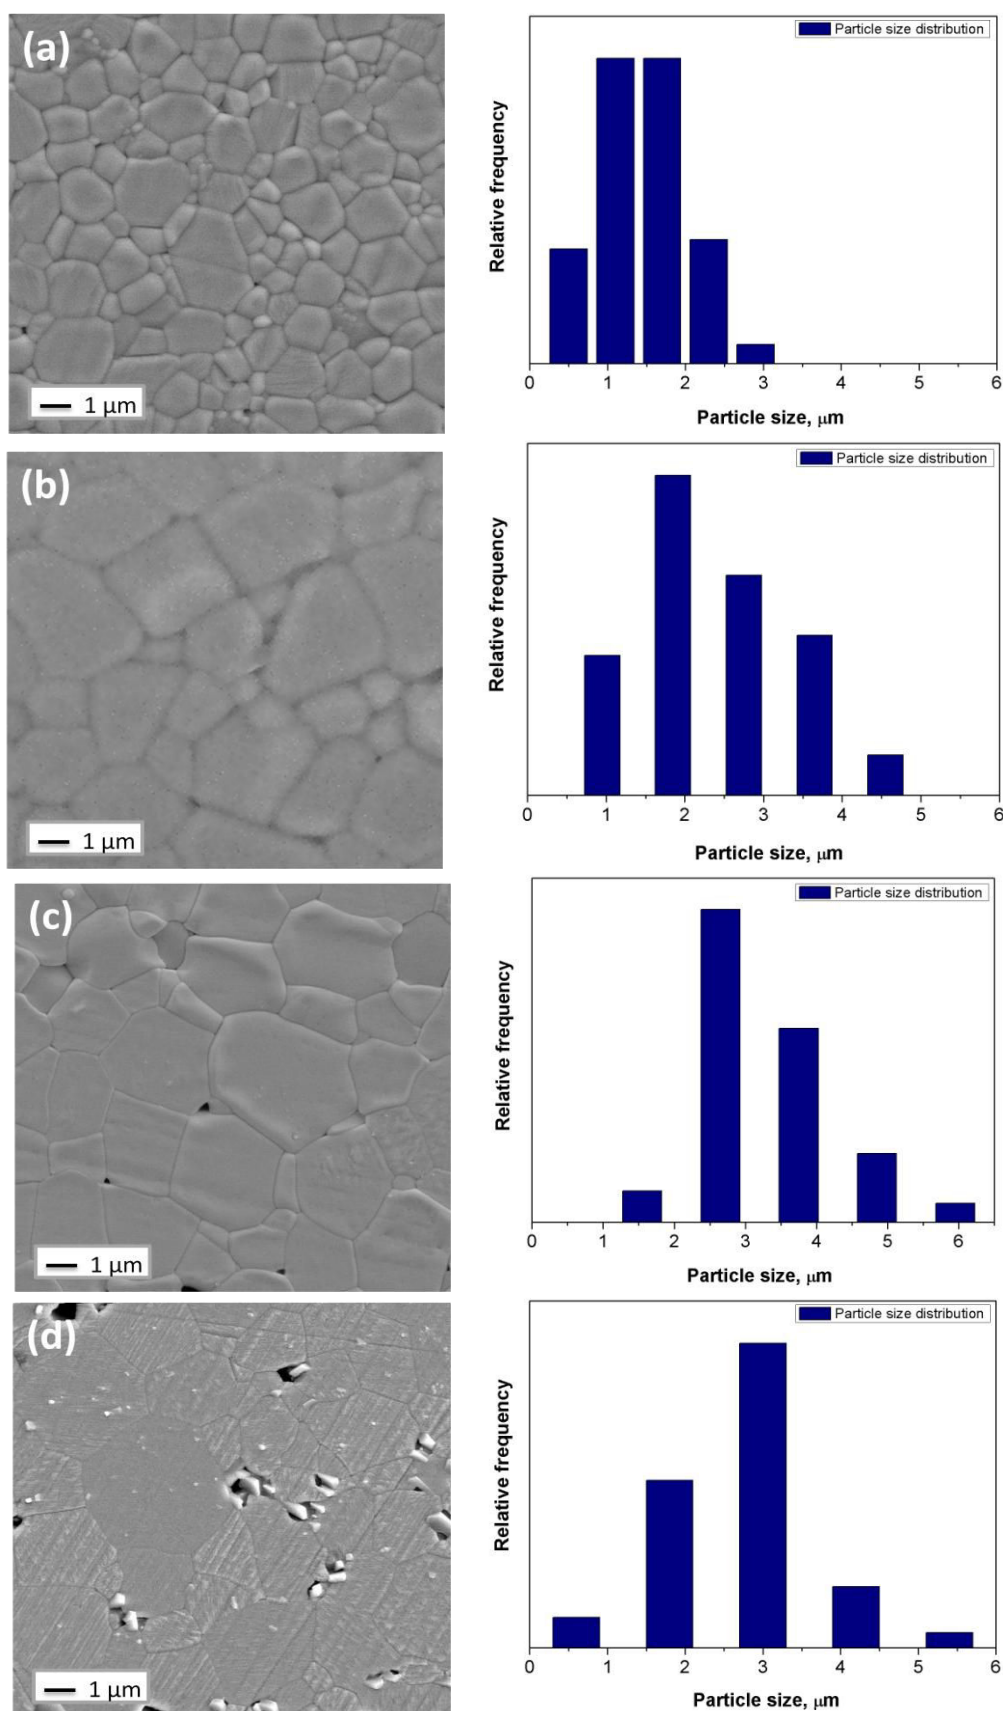 (a)
1 μm
Particle size distribution
Relative frequency
0 1 2 3 4 5 6
Particle size, μm
(b)
1 μm
Particle size distribution
Relative frequency
0 1 2 3 4 5 6
Particle size, μm
(c)
1 μm
Particle size distribution
Relative frequency
0 1 2 3 4 5 6
Particle size, μm
(d)
1 μm
Particle size distribution
Relative frequency
0 1 2 3 4 5 6
Particle size, μm